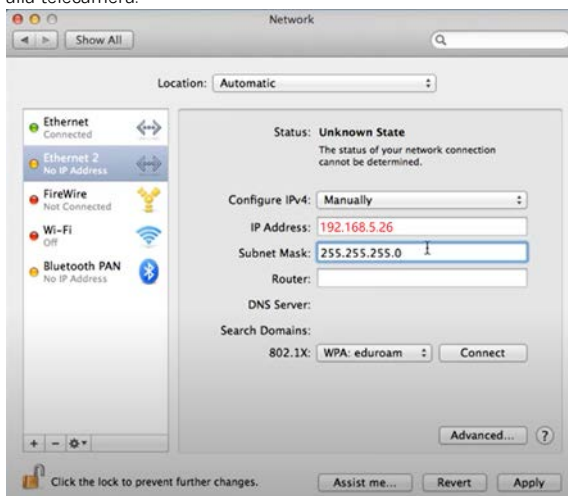 alla telecamera.
Network
Show All
Location: Automatic
Ethernet
Connected
Ethernet 2
No IP Address
FireWire
Not Connected
Wi-Fi
Off
Bluetooth PAN
No IP Address
Status: Unknown State
The status of your network connection
cannot be determined.
Configure IPv4: Manually
IP Address: 192.168.5.26
Subnet Mask: 255.255.255.0
Router:
DNS Server:
Search Domains:
802.1X: WPA: eduroam Connect
Advanced... ?
+ −
Click the lock to prevent further changes. Assist me... Revert Apply